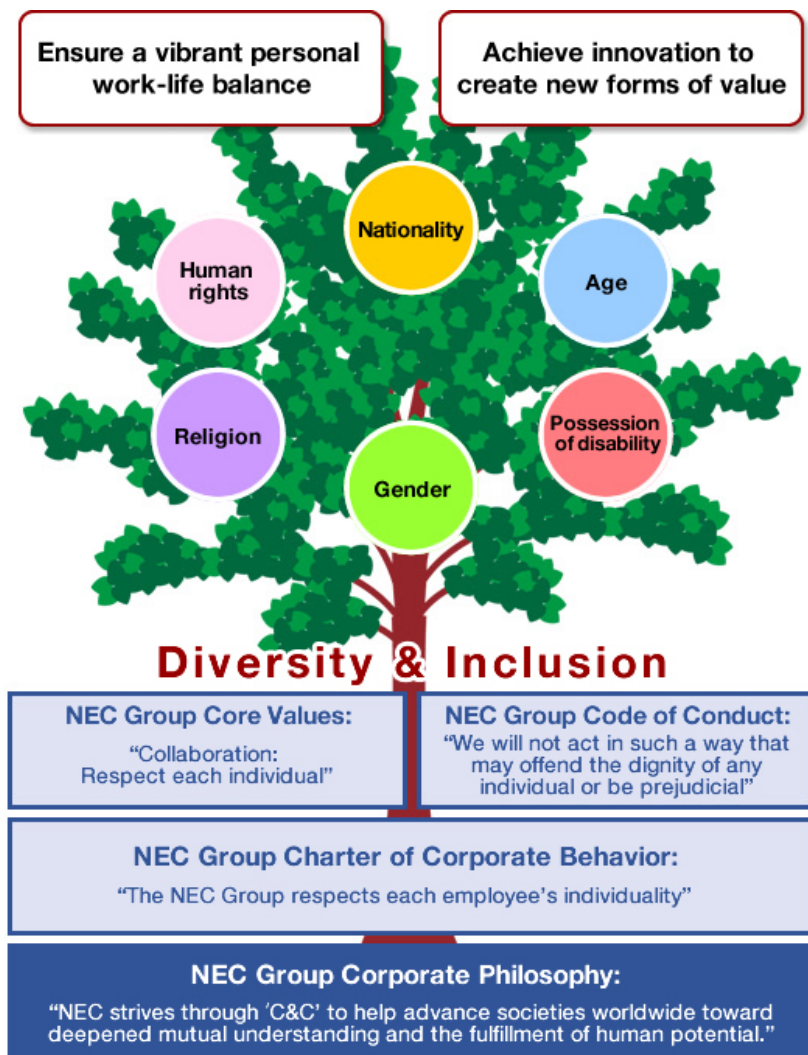 Ensure a vibrant personal
work-life balance
Achieve innovation to
create new forms of value
Nationality
Human
rights
Age
Religion
Possession
of disability
Gender
Diversity & Inclusion
NEC Group Core Values:
“Collaboration:
Respect each individual”
NEC Group Code of Conduct:
“We will not act in such a way that
may offend the dignity of any
individual or be prejudicial”
NEC Group Charter of Corporate Behavior:
“The NEC Group respects each employee’s individuality”
NEC Group Corporate Philosophy:
“NEC strives through ‘C&C’ to help advance societies worldwide toward
deepened mutual understanding and the fulfillment of human potential.”